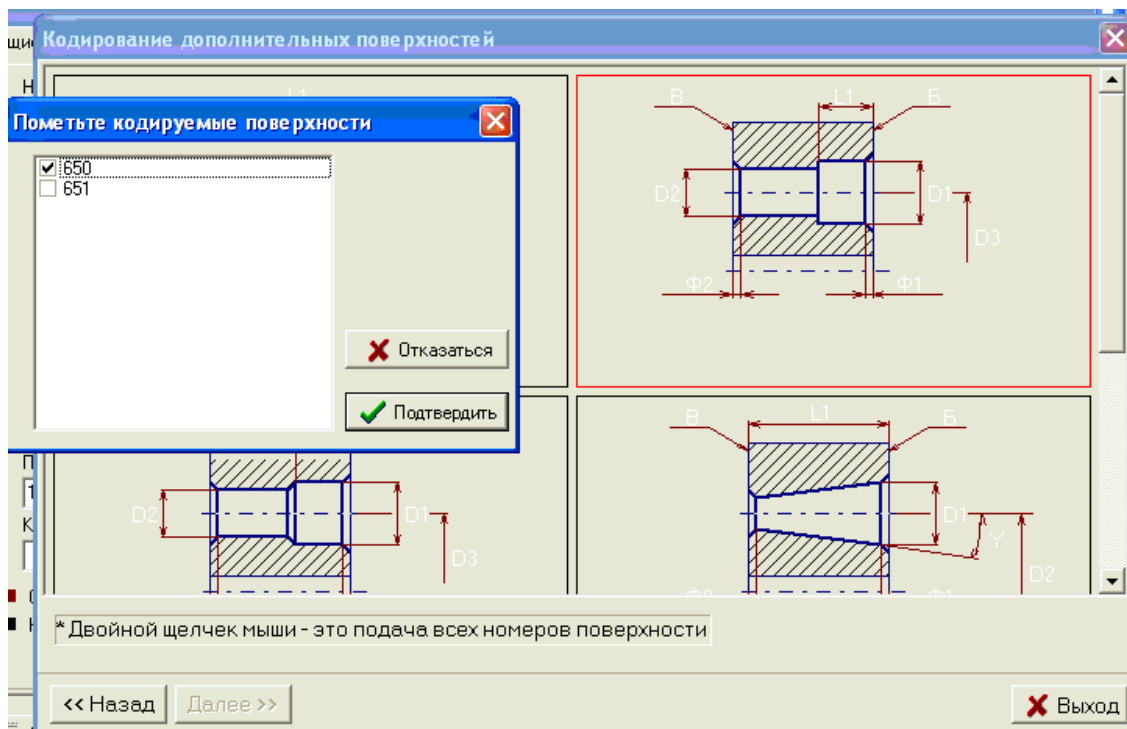 Кодирование дополнительных поверхностей
Пометьте кодируемые поверхности
650
651
Отказаться
Подтвердить
В L1 Б
D2 D1
D3
Ф2 Ф1
D2 D1
D3
В L1 Б
D1
Y
D2
*Двойной щелчек мыши - это подача всех номеров поверхности
<< Назад Далее >> Выход